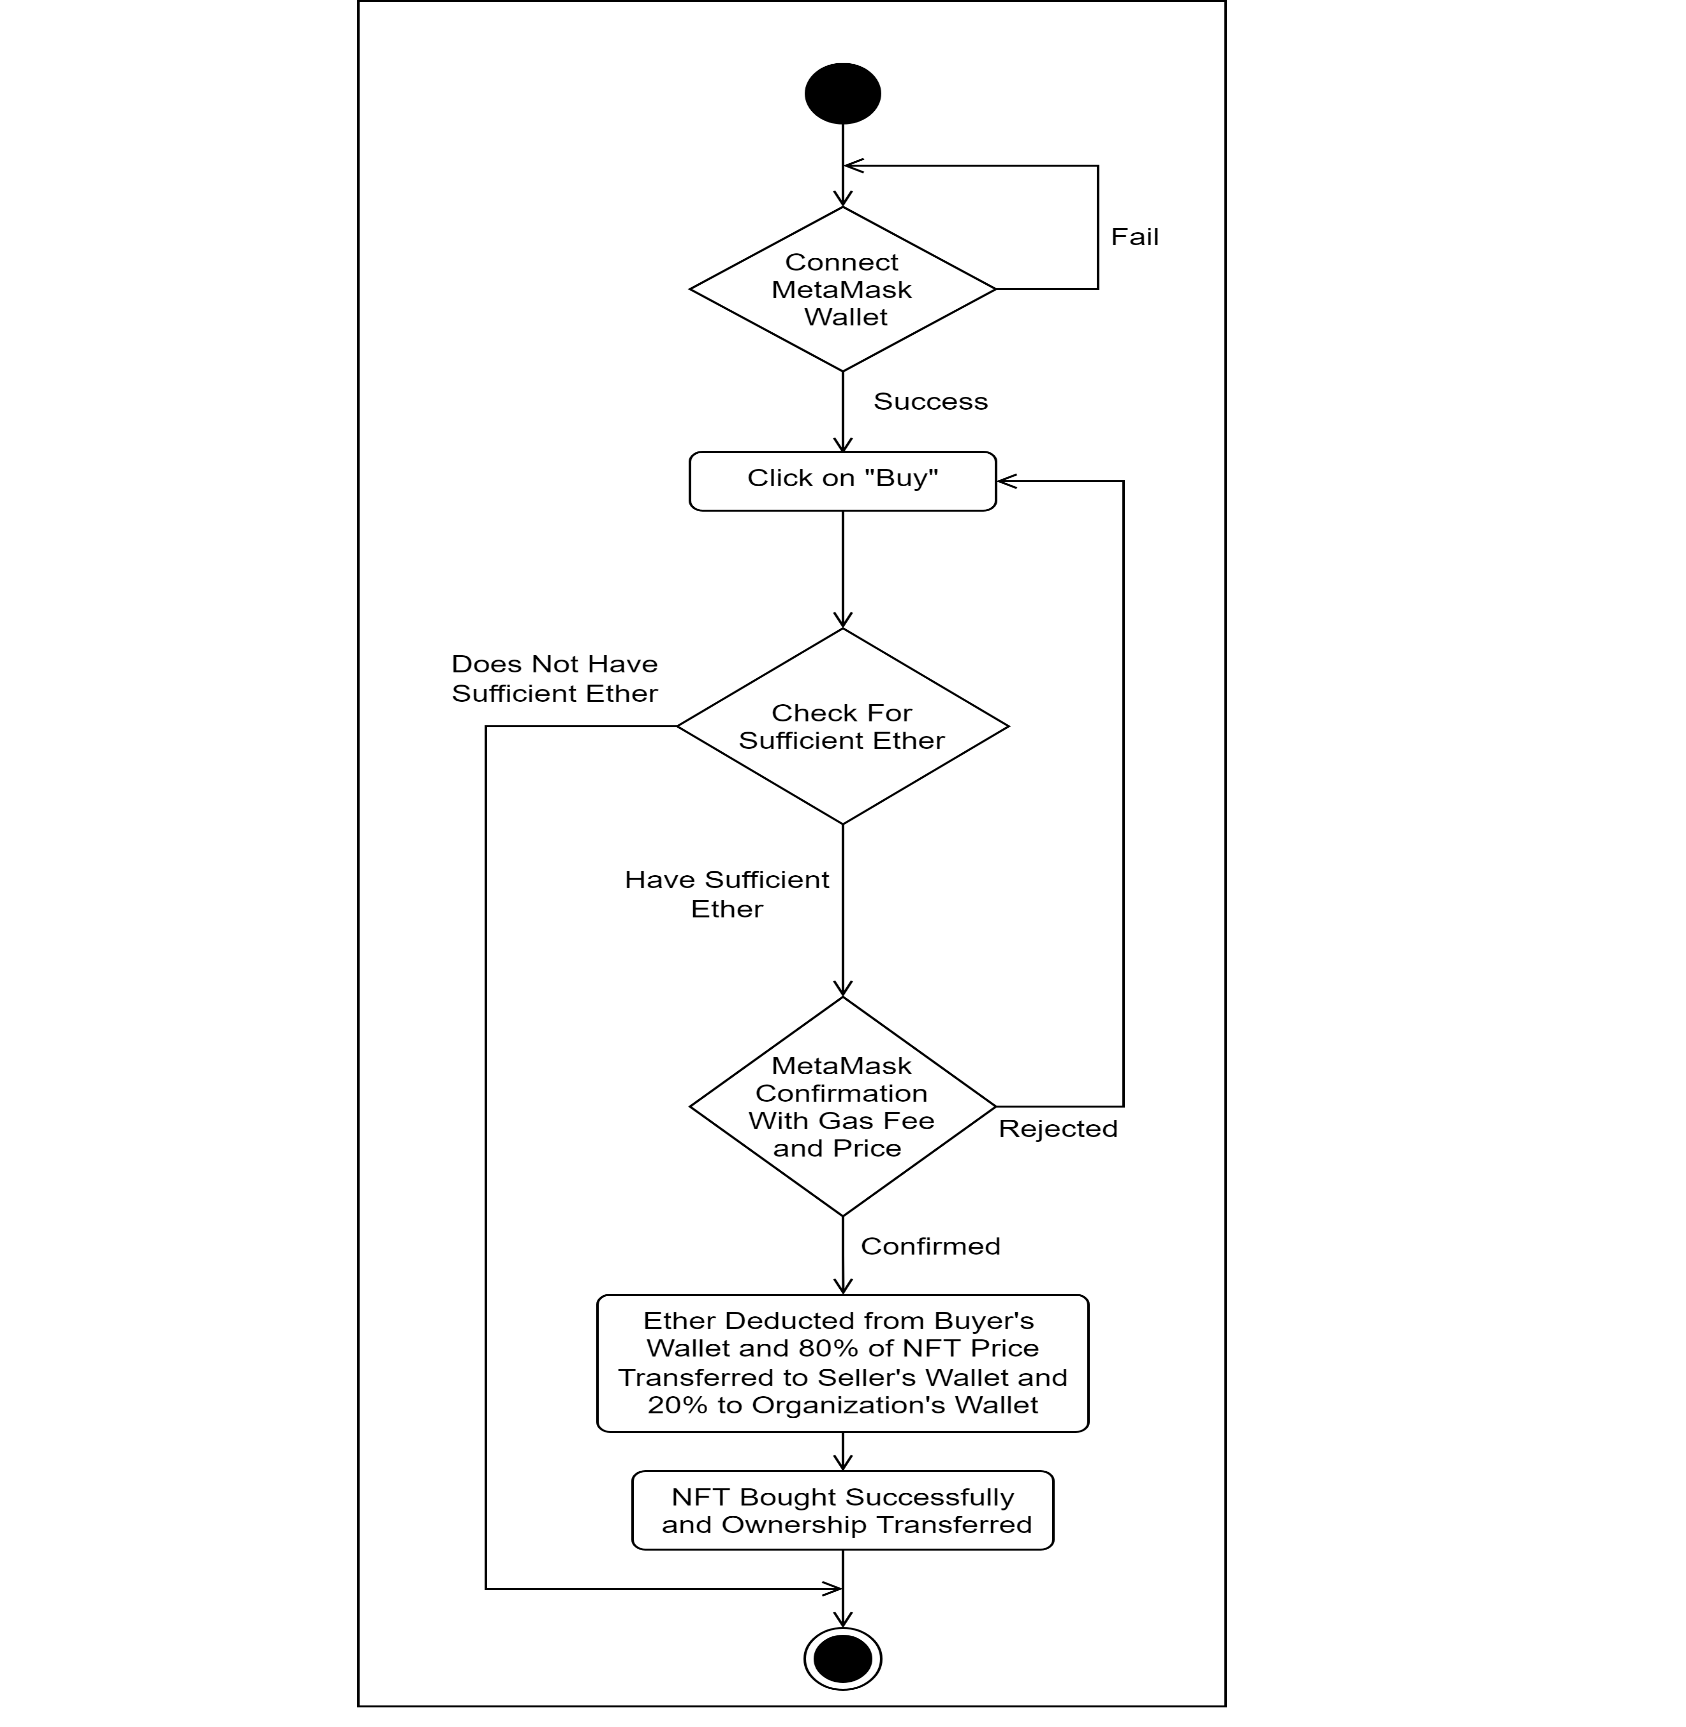 Fail
Connect
MetaMask
Wallet
Success
Click on "Buy"
Does Not Have
Sufficient Ether
Check For
Sufficient Ether
Have Sufficient
Ether
MetaMask
Confirmation
With Gas Fee
and Price
Rejected
Confirmed
Ether Deducted from Buyer's
Wallet and 80% of NFT Price
Transferred to Seller's Wallet and
20% to Organization's Wallet
NFT Bought Successfully
and Ownership Transferred